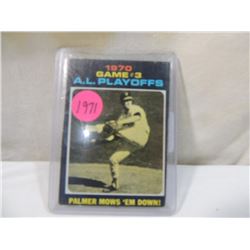 1970
GAME #3
A.L. PLAYOFFS
1971
PALMER MOWS 'EM DOWN!